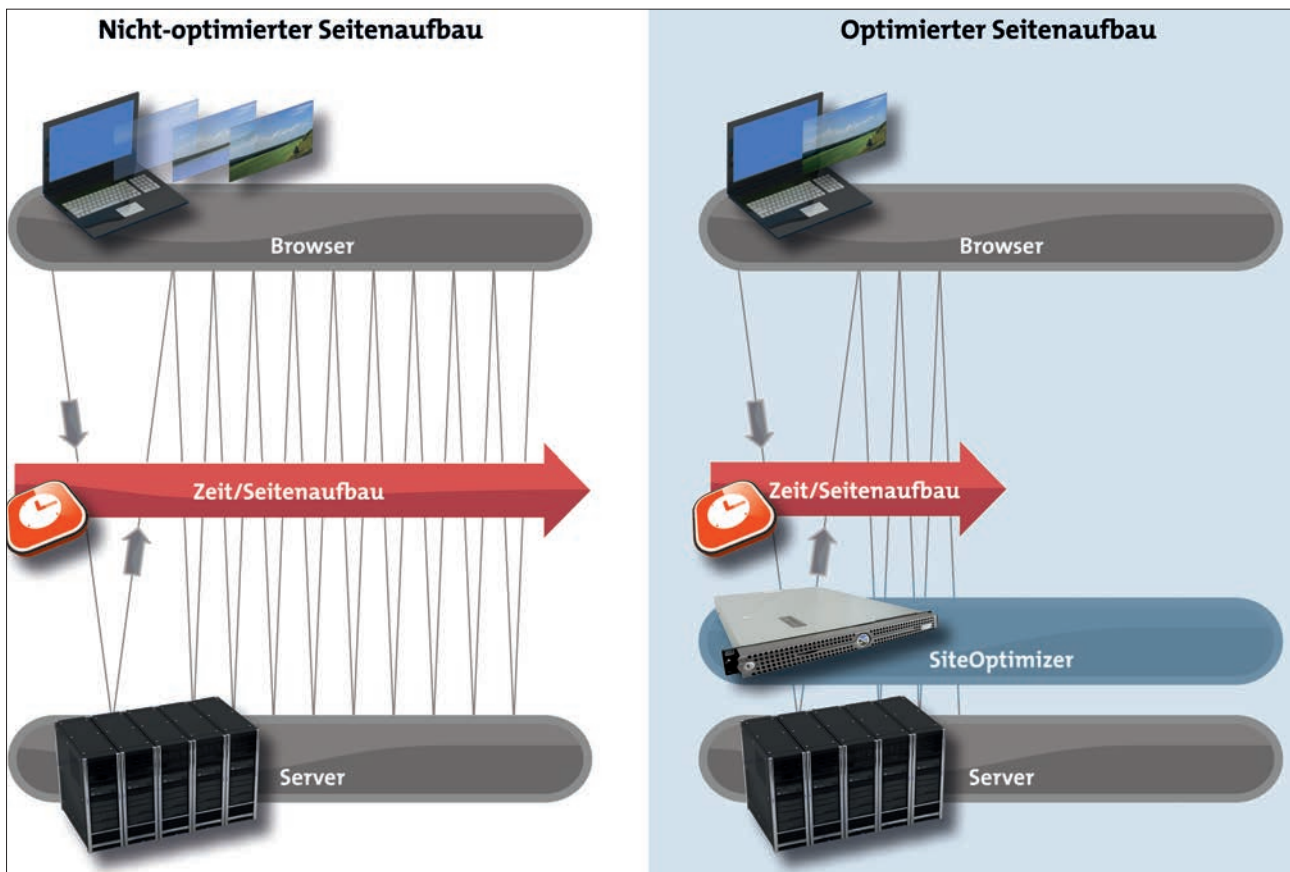 Nicht-optimierter Seitenaufbau
Browser
Zeit/Seitenaufbau
Server
Optimierter Seitenaufbau
Browser
Zeit/Seitenaufbau
SiteOptimizer
Server